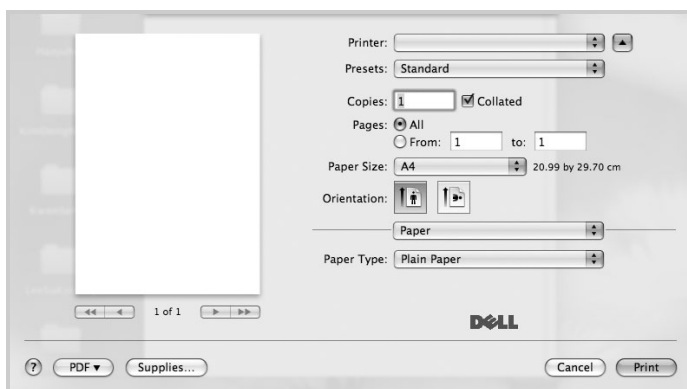 Printer:
Presets: Standard
Copies: 1 Collated
Pages: All
From: 1 to: 1
Paper Size: A4 20.99 by 29.70 cm
Orientation:
Paper
Paper Type: Plain Paper
1 of 1
DELL
? PDF Supplies... Cancel Print